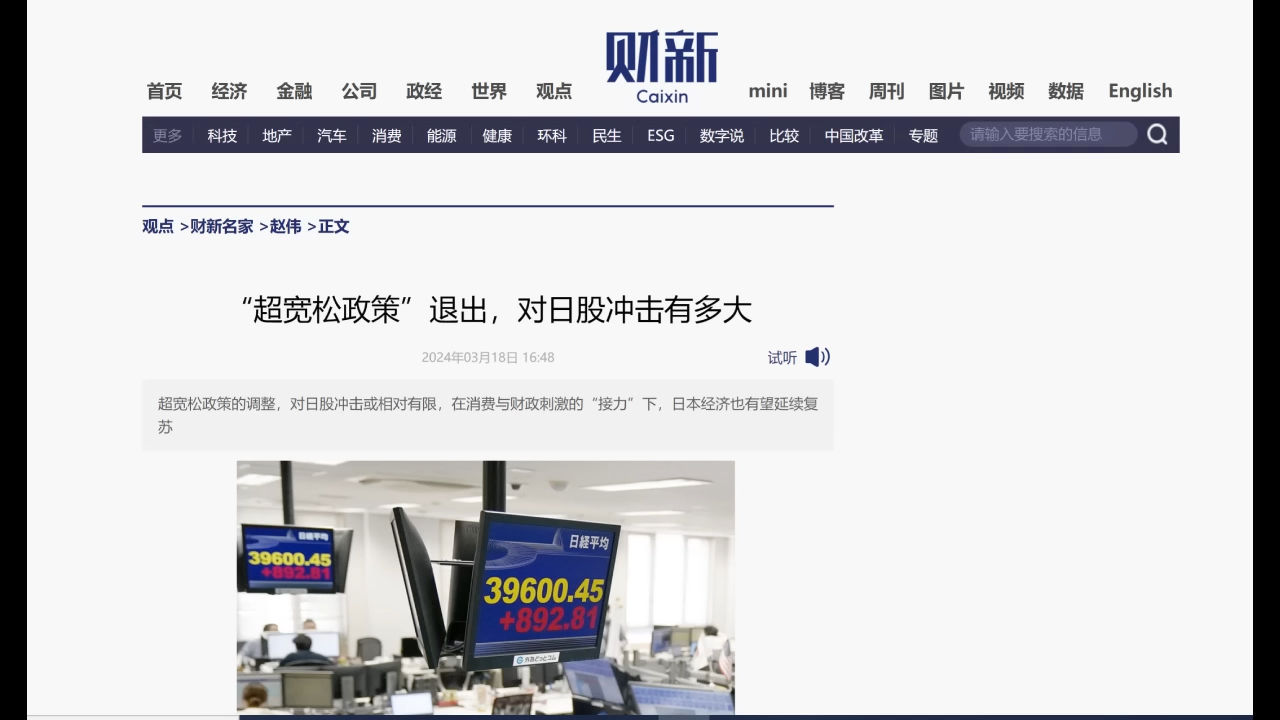 财新
Caixin
首页 经济 金融 公司 政经 世界 观点 mini 博客 周刊 图片 视频 数据 English
更多 科技 地产 汽车 消费 能源 健康 环科 民生 ESG 数字说 比较 中国改革 专题 请输入要搜索的信息
观点 >财新名家 >赵伟 >正文
“超宽松政策”退出，对日股冲击有多大
2024年03月18日 16:48
试听
超宽松政策的调整，对日股冲击或相对有限，在消费与财政刺激的“接力”下，日本经济也有望延续复
苏
日経平均
39600.45
+892.81
日経平均
39600.45
+892.81
外為どっとコム